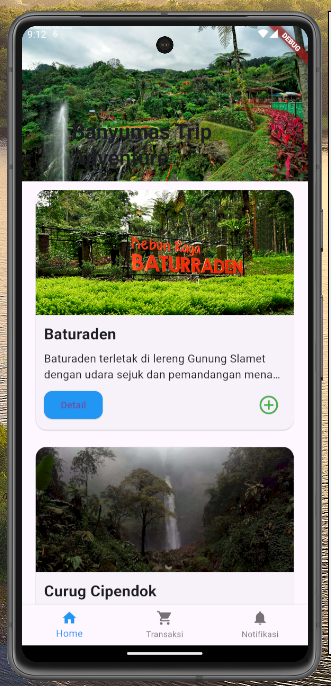 9:12
DEBUG
Banyumas Trip
Adventure
Kebun Raya
BATURRADEN
Baturaden
Baturaden terletak di lereng Gunung Slamet
dengan udara sejuk dan pemandangan mena…
Detail
Curug Cipendok
Home
Transaksi
Notifikasi